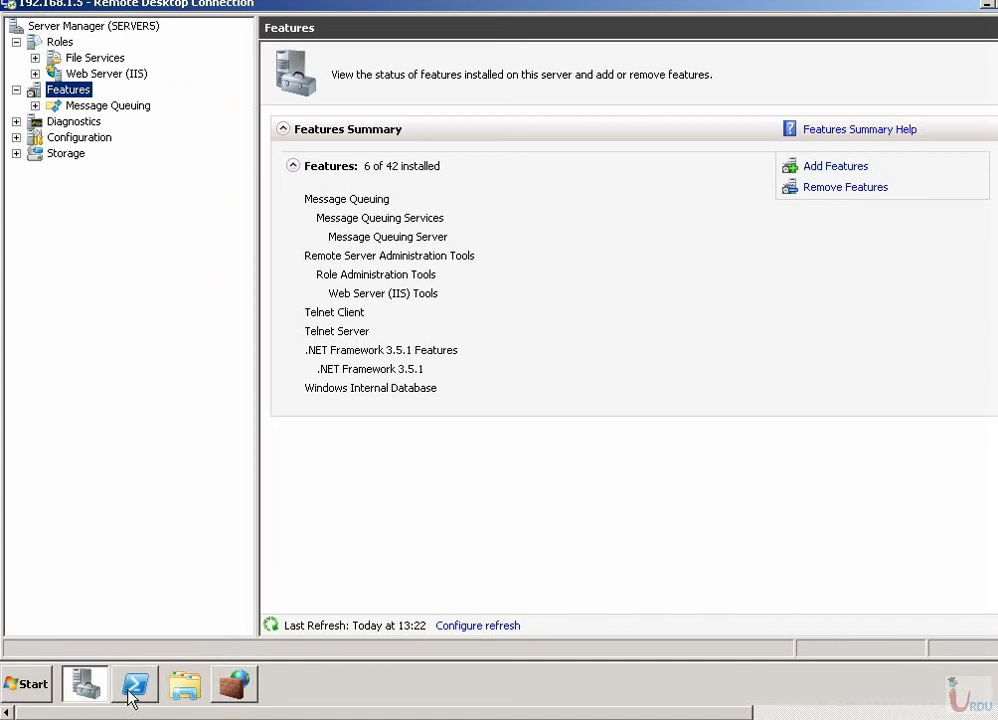 192.168.1.5 - Remote Desktop Connection
Server Manager (SERVER5)
Roles
File Services
Web Server (IIS)
Features
Message Queuing
Diagnostics
Configuration
Storage
Features
View the status of features installed on this server and add or remove features.
Features Summary
Features Summary Help
Features: 6 of 42 installed
Add Features
Remove Features
Message Queuing
Message Queuing Services
Message Queuing Server
Remote Server Administration Tools
Role Administration Tools
Web Server (IIS) Tools
Telnet Client
Telnet Server
.NET Framework 3.5.1 Features
.NET Framework 3.5.1
Windows Internal Database
Last Refresh: Today at 13:22 Configure refresh
Start
URDU